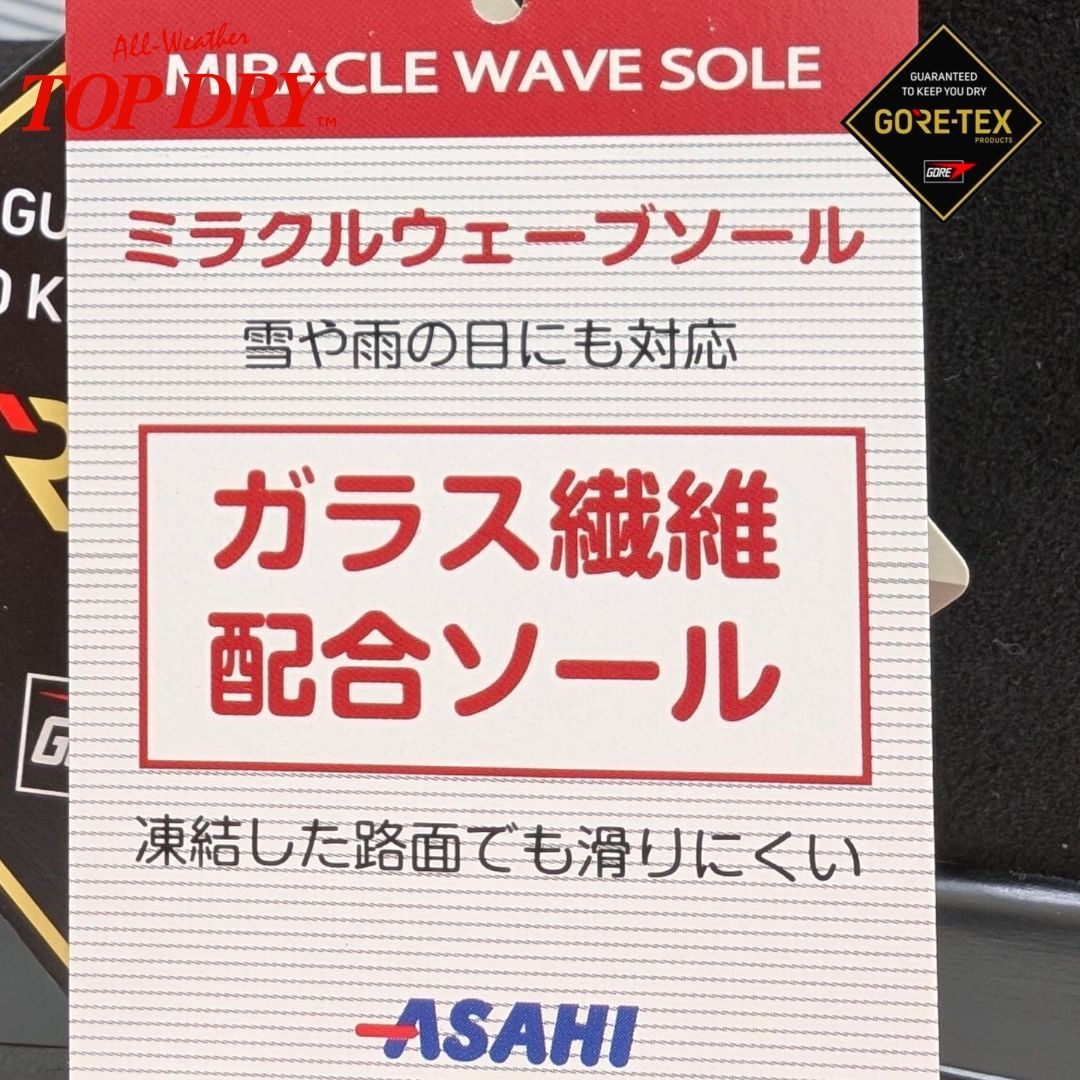 All-Weather
TOP DRY™
MIRACLE WAVE SOLE
GUARANTEED
TO KEEP YOU DRY
GORE-TEX
PRODUCTS
GORE
ミラクルウェーブソール
雪や雨の日にも対応
ガラス繊維
配合ソール
凍結した路面でも滑りにくい
ASAHI